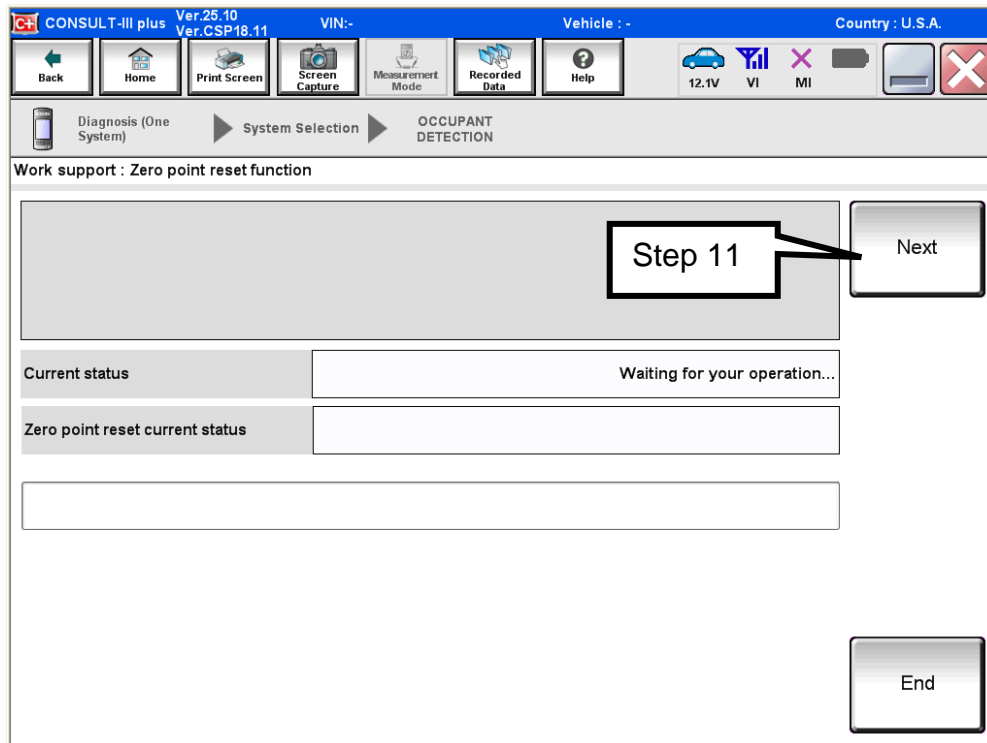 C+ CONSULT-III plus Ver.25.10 VIN:- Vehicle : - Country : U.S.A.
Ver.CSP18.11
Back Home Print Screen Screen Capture Measurement Mode Recorded Data Help 12.1V VI MI
Diagnosis (One System) System Selection OCCUPANT DETECTION
Work support : Zero point reset function
Step 11
Next
Current status Waiting for your operation...
Zero point reset current status
End